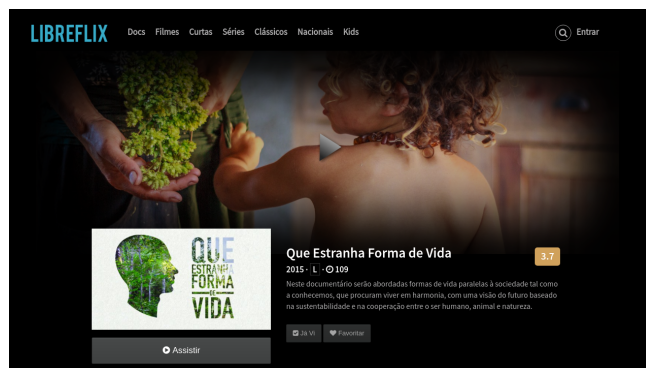 LIBREFLIX Docs Filmes Curtas Séries Clássicos Nacionais Kids Entrar
QUE
ESTRANHA
FORMA
DE
VIDA
Que Estranha Forma de Vida 3.7
2015 · L · 109
Neste documentário serão abordadas formas de vida paralelas à sociedade tal como
a conhecemos, que procuram viver em harmonia, com uma visão do futuro baseado
na sustentabilidade e na cooperação entre o ser humano, animal e natureza.
Já Vi Favoritar
Assistir